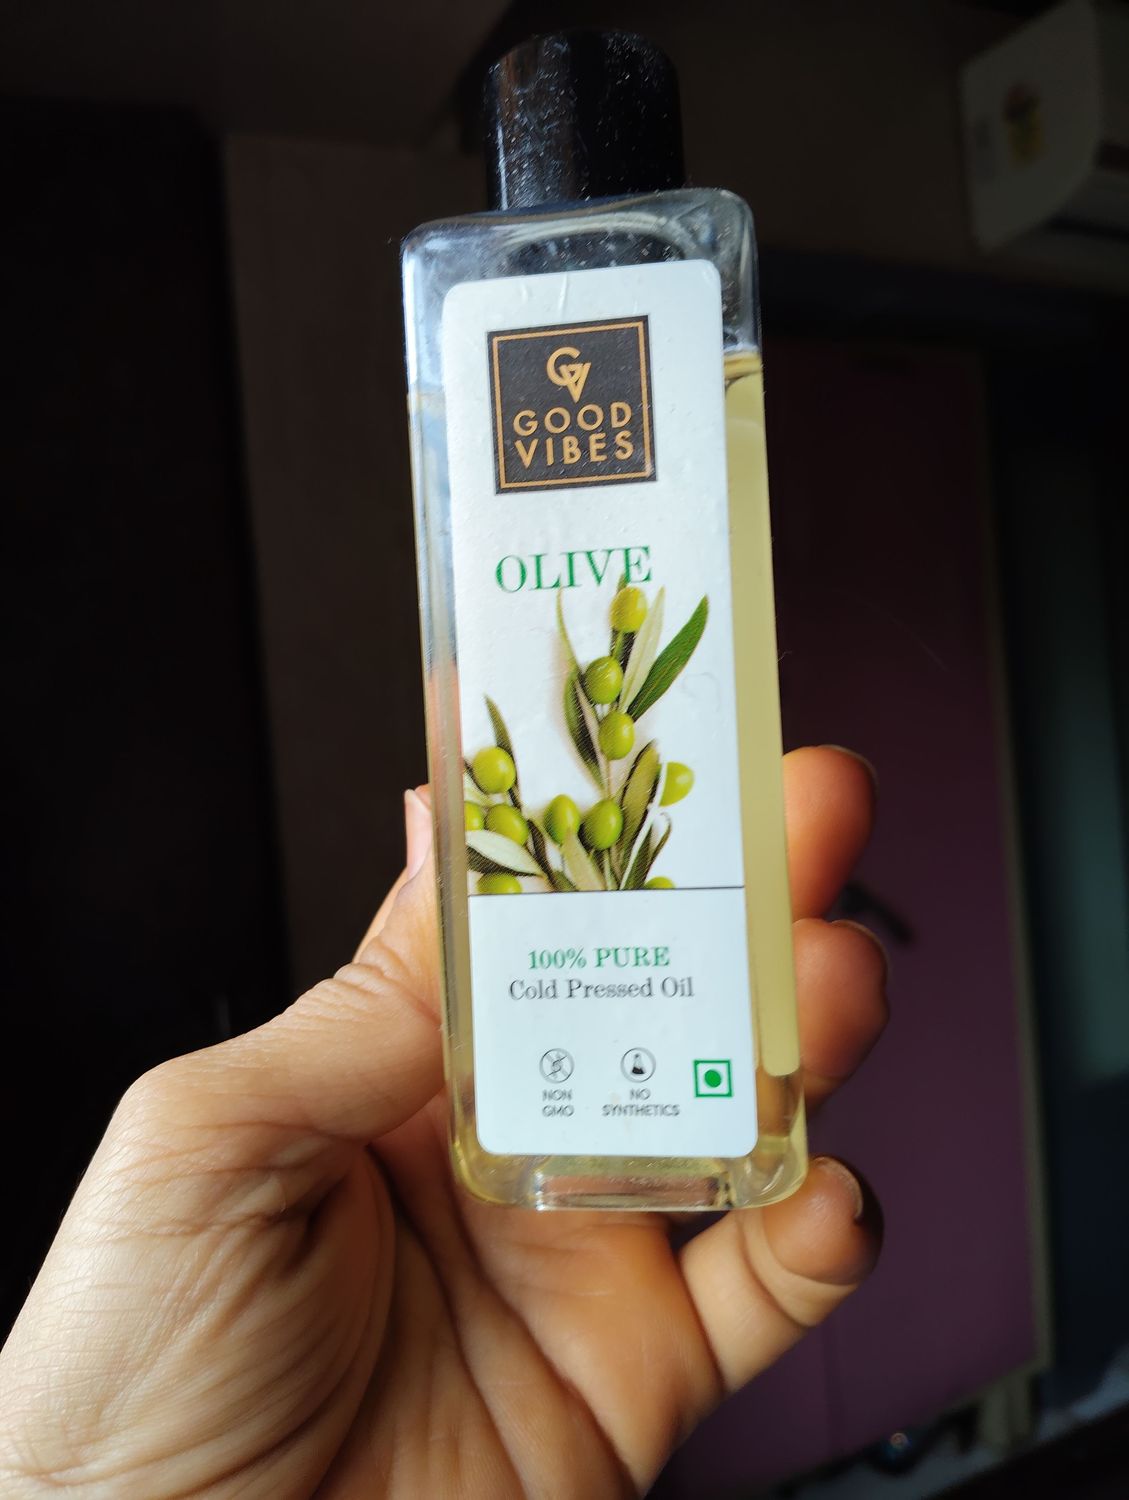 GV
GOOD
VIBES
OLIVE
100% PURE
Cold Pressed Oil
NON
GMO
NO
SYNTHETICS